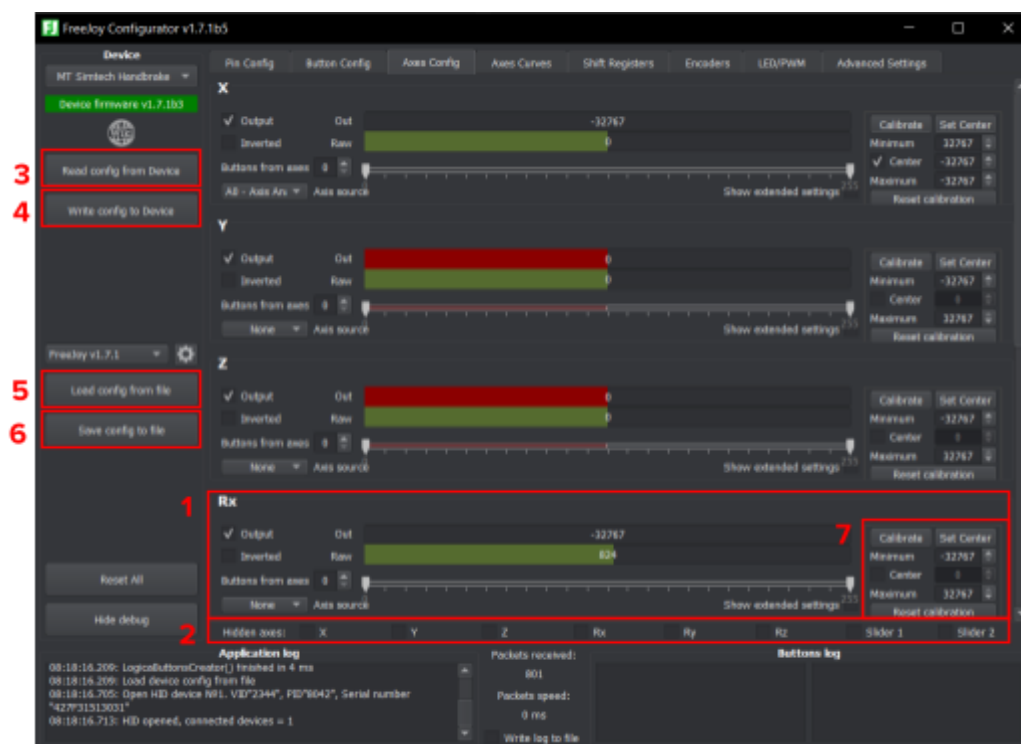 FreeJoy Configurator v1.7.1b5
Device
MT Simtech Handbrake
Device firmware v1.7.1b3
3
Read config from Device
4
Write config to Device
FreeJoy v1.7.1
5
Load config from file
6
Save config to file
Reset All
Hide debug
Pin Config Button Config Axes Config Axes Curves Shift Registers Encoders LED/PWM Advanced Settings
X
Output Out -32767
Inverted Raw 0
Buttons from axes 0 255
A0 - Axis source Show extended settings
Calibrate Set Center
Minimum 32767
Center -32767
Maximum -32767
Reset calibration
Y
Output Out 0
Inverted Raw 0
Buttons from axes 0 255
None Axis source Show extended settings
Calibrate Set Center
Minimum -32767
Center 0
Maximum 32767
Reset calibration
Z
Output Out 0
Inverted Raw 0
Buttons from axes 0 255
None Axis source Show extended settings
Calibrate Set Center
Minimum -32767
Center 0
Maximum 32767
Reset calibration
1
Rx
Output Out -32767
Inverted Raw 824
Buttons from axes 0 255
None Axis source Show extended settings
7
Calibrate Set Center
Minimum -32767
Center 0
Maximum 32767
Reset calibration
2
Hidden axes: X Y Z Rx Ry Rz Slider 1 Slider 2
Application log
08:18:16.209: LogicaButtonsCreator() finished in 4 ms
08:18:16.209: Load device config from file
08:18:16.705: Open HID device №1. VID"2344", PID"8042", Serial number
"427F31513031"
08:18:16.713: HID opened, connected devices = 1
Packets received:
801
Packets speed:
0 ms
Write log to file
Buttons log